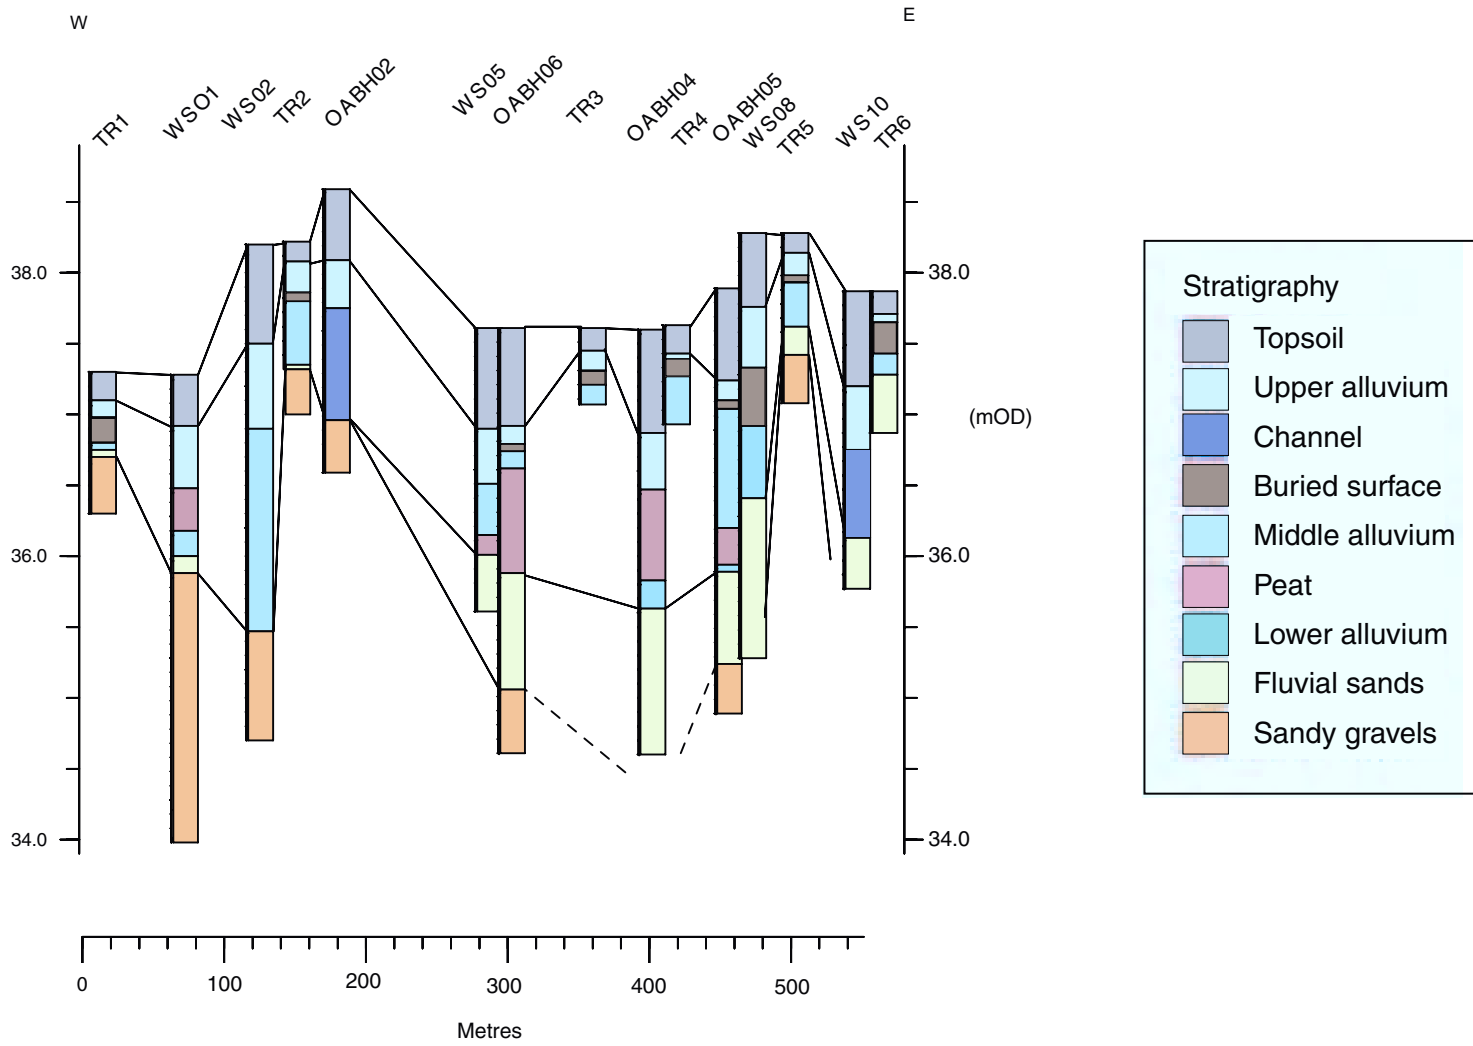 W
E
TR1
WSO1
WS02
TR2
OABH02
WS05
OABH06
TR3
OABH04
TR4
OABH05
WS08
TR5
WS10
TR6
38.0
36.0
34.0
38.0
(mOD)
36.0
34.0
0
100
200
300
400
500
Metres
Stratigraphy
Topsoil
Upper alluvium
Channel
Buried surface
Middle alluvium
Peat
Lower alluvium
Fluvial sands
Sandy gravels